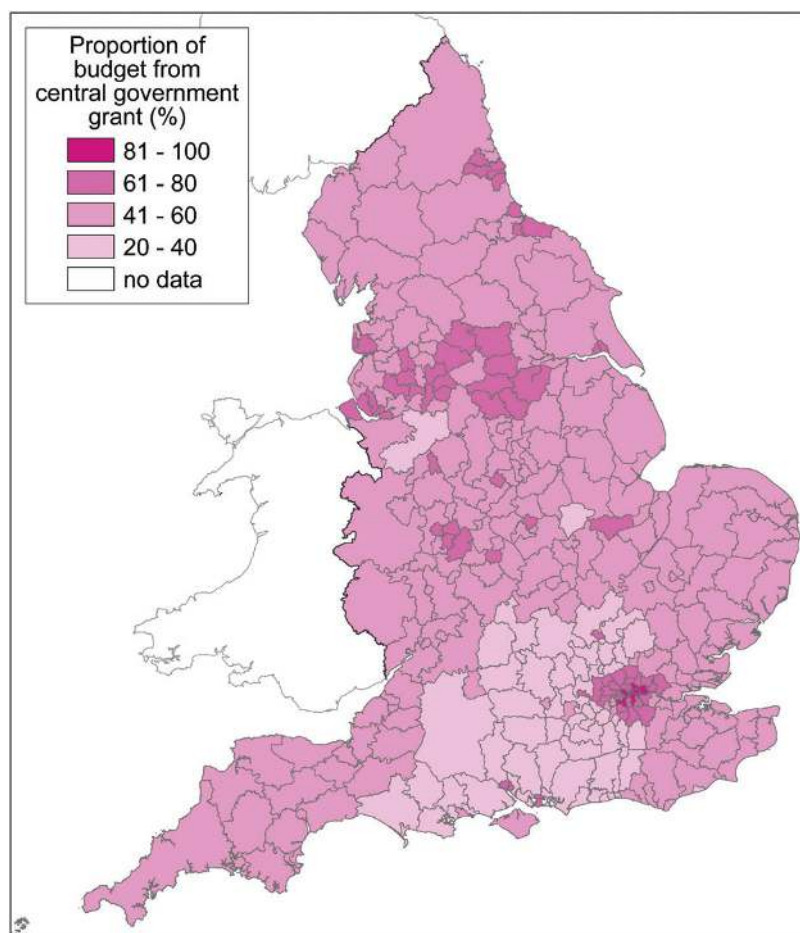 Proportion of
budget from
central government
grant (%)
81 - 100
61 - 80
41 - 60
20 - 40
no data